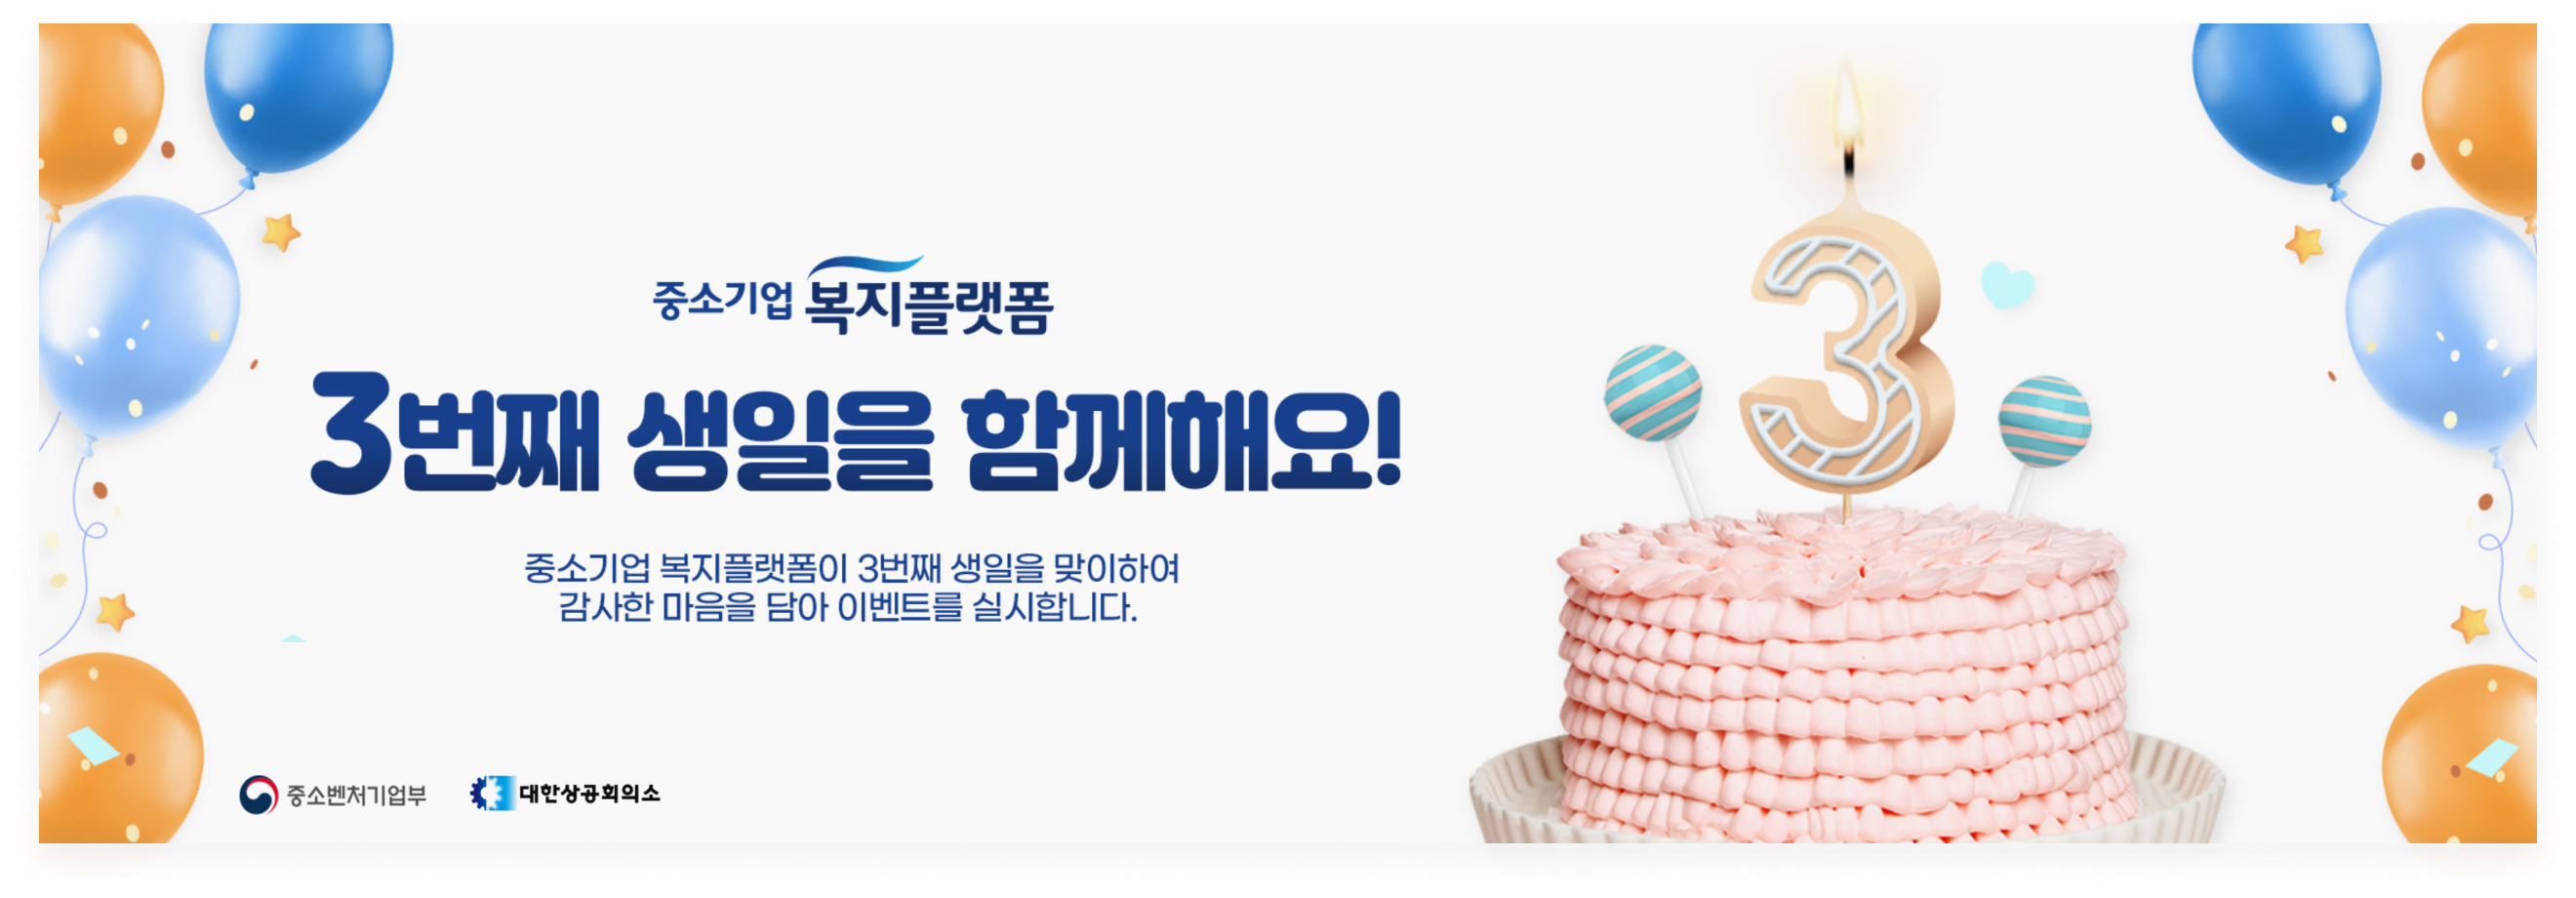 중소기업 복지플랫폼
3번째 생일을 함께해요!
중소기업 복지플랫폼이 3번째 생일을 맞이하여
감사한 마음을 담아 이벤트를 실시합니다.
중소벤처기업부 대한상공회의소
3